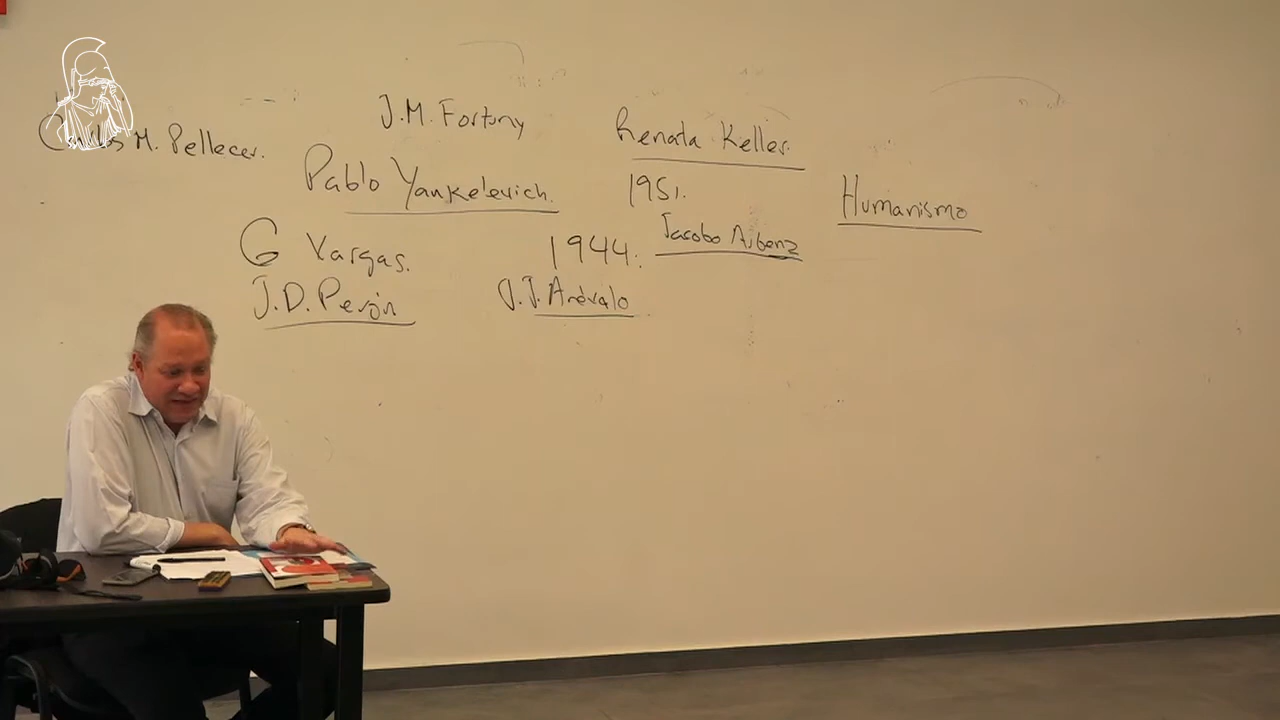 Carlos M. Pellecer.
J.M. Fortuny
Renata Keller.
Pablo Yankelevich.
1951.
Humanismo
G Vargas.
1944.
Jacobo Arbenz
J.D. Perón
J.J. Arévalo